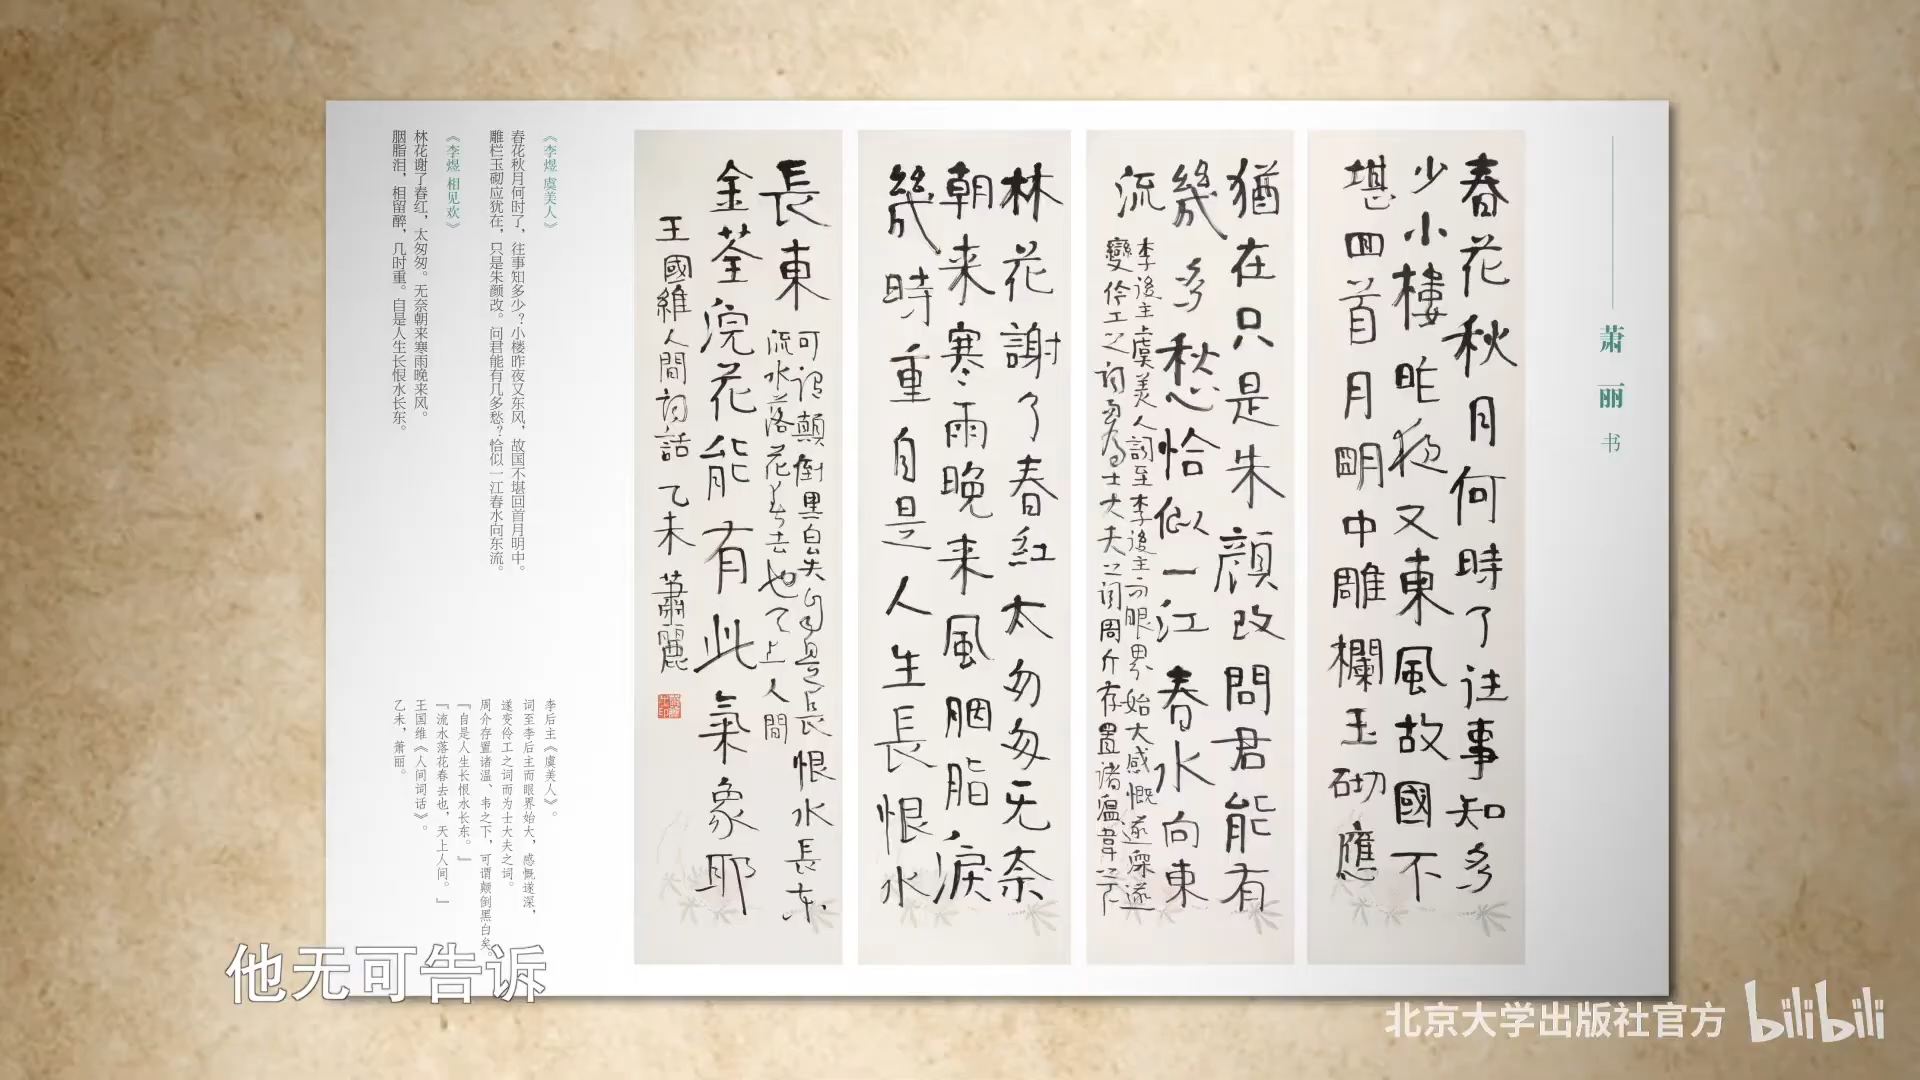 萧丽书
春花秋月何時了往事知多
少小樓昨夜又東風故國不
堪回首月明中雕欄玉砌應
猶在只是朱顔改問君能有
幾多愁恰似一江春水向東
流
李後主虞美人詞至李後主而眼界始大感慨遂深遂
變伶工之詞而為士大夫之詞周介存置诸温韋之下
林花謝了春紅太匆匆无奈
朝来寒雨晚来風胭脂淚
幾時重自是人生長恨水
長東
可谓顛倒黑白矣自是人生長恨水長东
流水落花春去也天上人間
金荃浣花能有此氣象耶
王國維人間詞話乙未蕭麗
《李煜 虞美人》
春花秋月何时了，往事知多少？小楼昨夜又东风，故国不堪回首月明中。
雕栏玉砌应犹在，只是朱颜改。问君能有几多愁？恰似一江春水向东流。
《李煜 相见欢》
林花谢了春红，太匆匆。无奈朝来寒雨晚来风。
胭脂泪，相留醉，几时重。自是人生长恨水长东。
李后主《虞美人》。
词至李后主而眼界始大，感慨遂深，
遂变伶工之词而为士大夫之词。
周介存置诸温、韦之下，可谓颠倒黑白矣。
『自是人生长恨水长东。』
『流水落花春去也，天上人间。』
王国维《人间词话》。
乙未，萧丽。
他无可告诉
北京大学出版社官方 bilibili